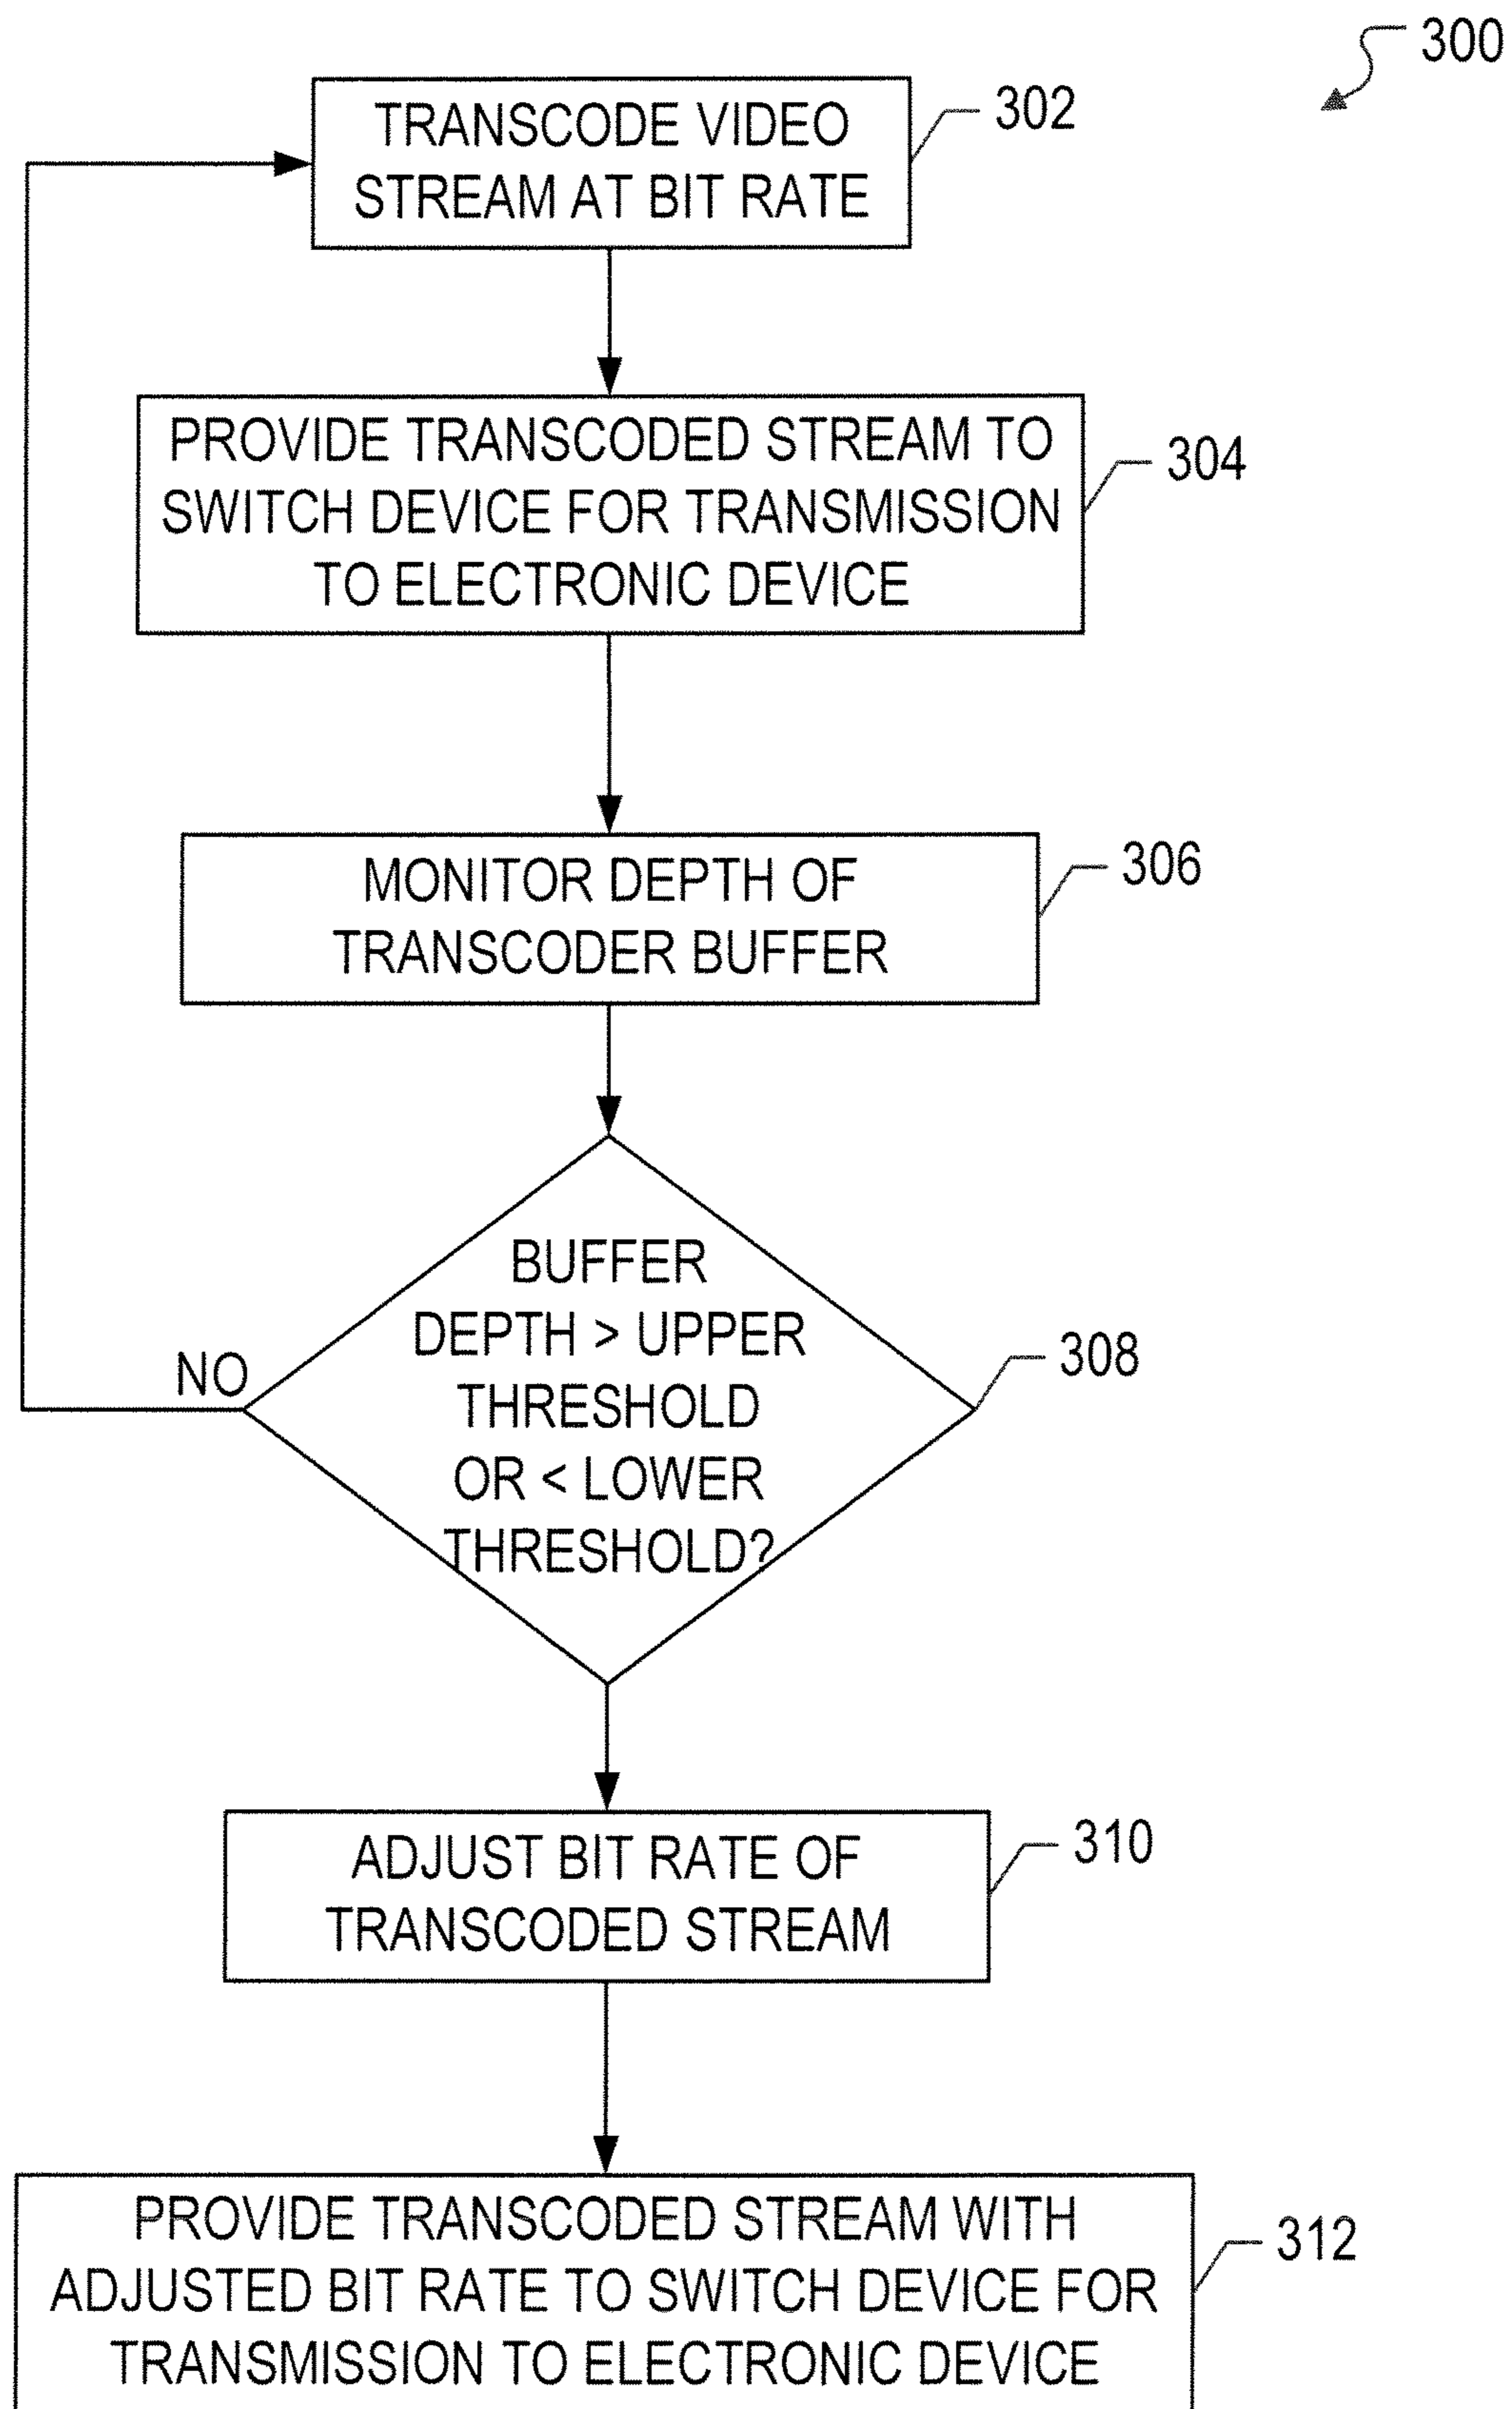 300
TRANSCODE VIDEO
STREAM AT BIT RATE
302
PROVIDE TRANSCODED STREAM TO
SWITCH DEVICE FOR TRANSMISSION
TO ELECTRONIC DEVICE
304
MONITOR DEPTH OF
TRANSCODER BUFFER
306
BUFFER
DEPTH > UPPER
THRESHOLD
OR < LOWER
THRESHOLD?
308
NO
ADJUST BIT RATE OF
TRANSCODED STREAM
310
PROVIDE TRANSCODED STREAM WITH
ADJUSTED BIT RATE TO SWITCH DEVICE FOR
TRANSMISSION TO ELECTRONIC DEVICE
312